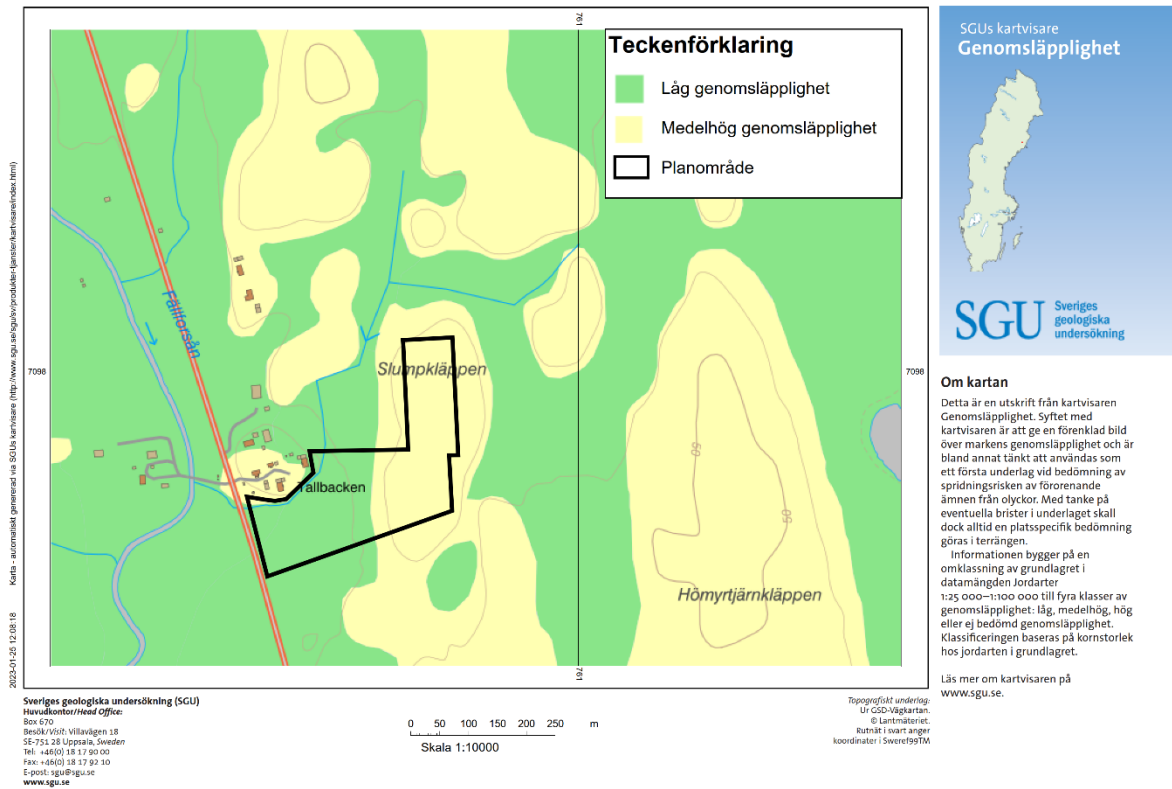 761
Teckenförklaring
Låg genomsläpplighet
Medelhög genomsläpplighet
Planområde
Fällforsån
Slumpkläppen
Tallbacken
7098
7098
50
50
Hömyrtjärnkläppen
761
2023-01-25 12:08:18 Karta - automatiskt genererad via SGUs kartvisare (http://www.sgu.se/sgu/sv/produkter-tjanster/kartvisare/index.html)
SGUs kartvisare
Genomsläpplighet
SGU
Sveriges
geologiska
undersökning
Om kartan
Detta är en utskrift från kartvisaren
Genomsläpplighet. Syftet med
kartvisaren är att ge en förenklad bild
över markens genomsläpplighet och är
bland annat tänkt att användas som
ett första underlag vid bedömning av
spridningsrisken av förorenande
ämnen från olyckor. Med tanke på
eventuella brister i underlaget skall
dock alltid en platsspecifik bedömning
göras i terrängen.
Informationen bygger på en
omklassning av grundlagret i
datamängden Jordarter
1:25 000–1:100 000 till fyra klasser av
genomsläpplighet: låg, medelhög, hög
eller ej bedömd genomsläpplighet.
Klassificeringen baseras på kornstorlek
hos jordarten i grundlagret.
Läs mer om kartvisaren på
www.sgu.se.
Sveriges geologiska undersökning (SGU)
Huvudkontor/Head Office:
Box 670
Besök/Visit: Villavägen 18
SE-751 28 Uppsala, Sweden
Tel: +46(0) 18 17 90 00
Fax: +46(0) 18 17 92 10
E-post: sgu@sgu.se
www.sgu.se
0 50 100 150 200 250 m
Skala 1:10000
Topografiskt underlag:
Ur GSD-Vägkartan.
© Lantmäteriet.
Rutnät i svart anger
koordinater i Sweref99TM